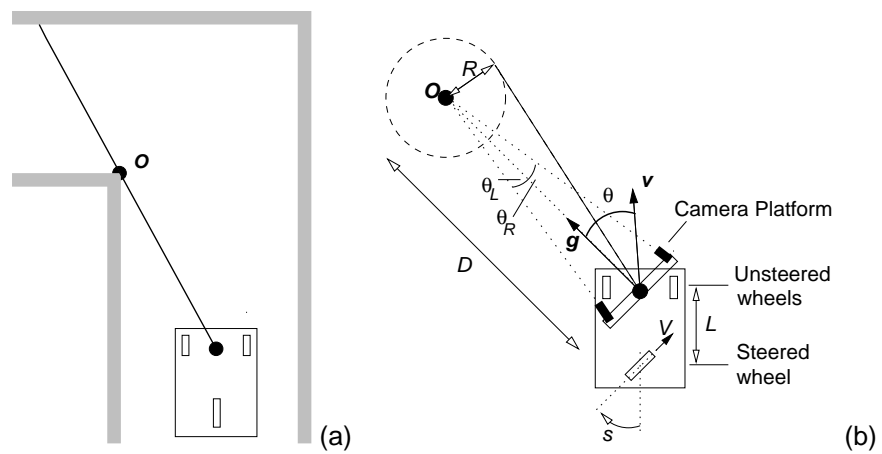 O
(a)
R
O
θL
θR
θ
v
g
D
Camera Platform
Unsteered
wheels
L
V
Steered
wheel
s
(b)